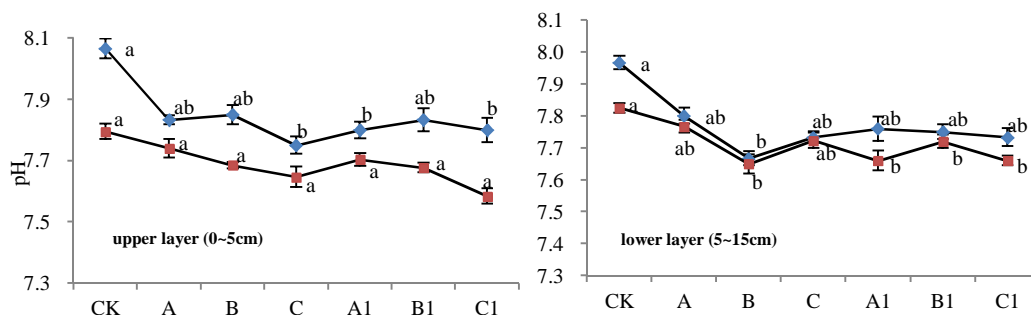 8.1
7.9
7.7
7.5
7.3
pH
a
ab
ab
b
b
ab
b
a
a
a
a
a
a
a
upper layer (0~5cm)
CK A B C A1 B1 C1
8.1
8.0
7.9
7.8
7.7
7.6
7.5
7.4
7.3
a
ab
b
ab
ab
ab
ab
a
ab
b
ab
b
b
b
lower layer (5~15cm)
CK A B C A1 B1 C1